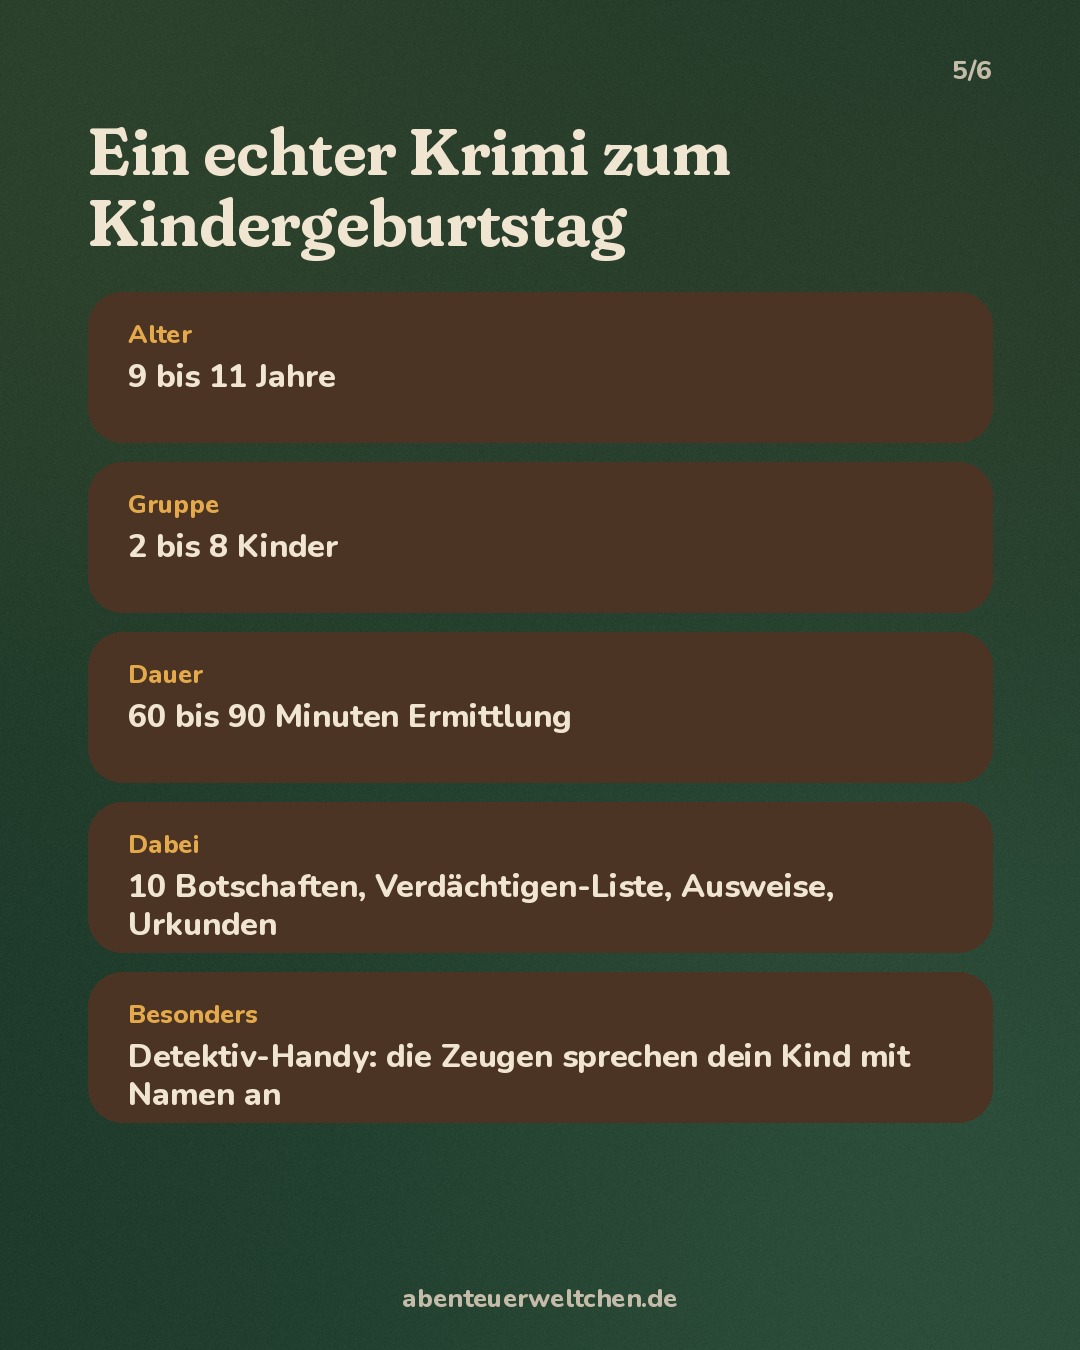 5/6
Ein echter Krimi zum
Kindergeburtstag
Alter
9 bis 11 Jahre
Gruppe
2 bis 8 Kinder
Dauer
60 bis 90 Minuten Ermittlung
Dabei
10 Botschaften, Verdächtigen-Liste, Ausweise,
Urkunden
Besonders
Detektiv-Handy: die Zeugen sprechen dein Kind mit
Namen an
abenteuerweltchen.de